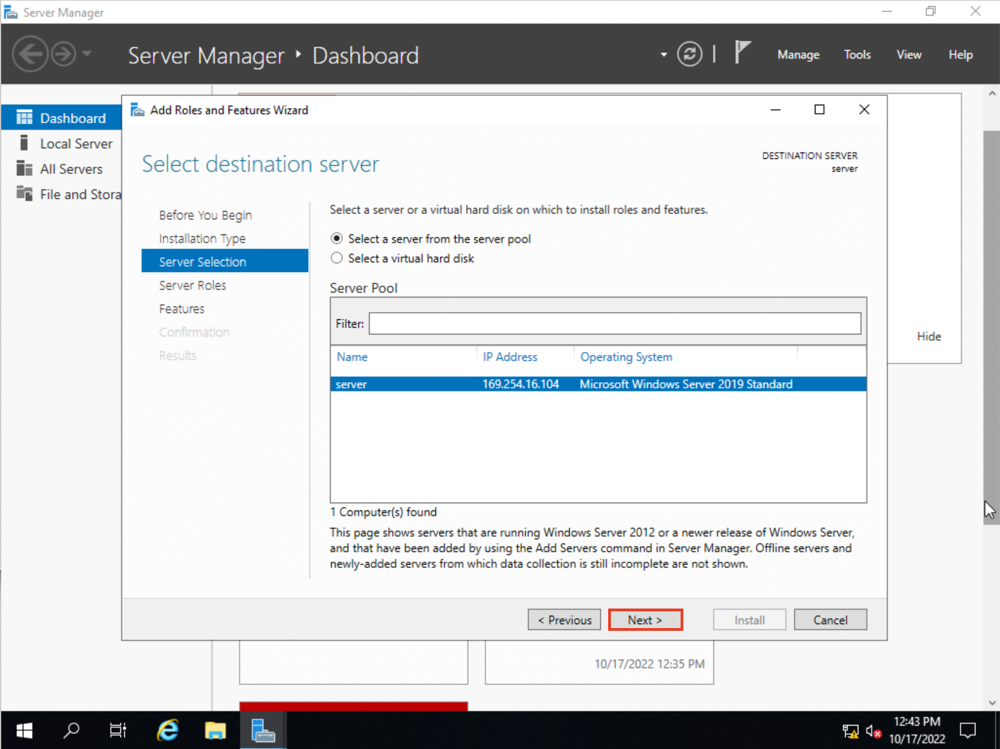 Server Manager
Server Manager ‣ Dashboard
Manage Tools View Help
Dashboard
Local Server
All Servers
File and Stora
Add Roles and Features Wizard
Select destination server
DESTINATION SERVER
server
Before You Begin
Installation Type
Server Selection
Server Roles
Features
Confirmation
Results
Select a server or a virtual hard disk on which to install roles and features.
Select a server from the server pool
Select a virtual hard disk
Server Pool
Filter:
Name IP Address Operating System
server 169.254.16.104 Microsoft Windows Server 2019 Standard
1 Computer(s) found
This page shows servers that are running Windows Server 2012 or a newer release of Windows Server,
and that have been added by using the Add Servers command in Server Manager. Offline servers and
newly-added servers from which data collection is still incomplete are not shown.
< Previous Next > Install Cancel
Hide
10/17/2022 12:35 PM
12:43 PM
10/17/2022